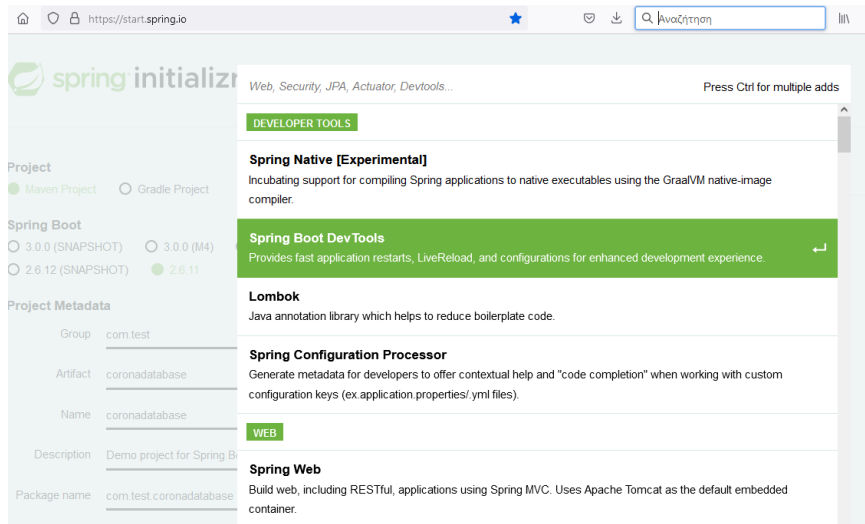 https://start.spring.io
Αναζήτηση
spring initializr
Web, Security, JPA, Actuator, Devtools...
Press Ctrl for multiple adds
DEVELOPER TOOLS
Spring Native [Experimental]
Incubating support for compiling Spring applications to native executables using the GraalVM native-image
compiler.
Project
Maven Project
Gradle Project
Spring Boot
3.0.0 (SNAPSHOT)
3.0.0 (M4)
2.6.12 (SNAPSHOT)
2.6.11
Spring Boot DevTools
Provides fast application restarts, LiveReload, and configurations for enhanced development experience.
Lombok
Java annotation library which helps to reduce boilerplate code.
Project Metadata
Group
com.test
Artifact
coronadatabase
Name
coronadatabase
Description
Demo project for Spring
Package name
com.test.coronadatabase
Spring Configuration Processor
Generate metadata for developers to offer contextual help and "code completion" when working with custom
configuration keys (ex.application.properties/.yml files).
WEB
Spring Web
Build web, including RESTful, applications using Spring MVC. Uses Apache Tomcat as the default embedded
container.